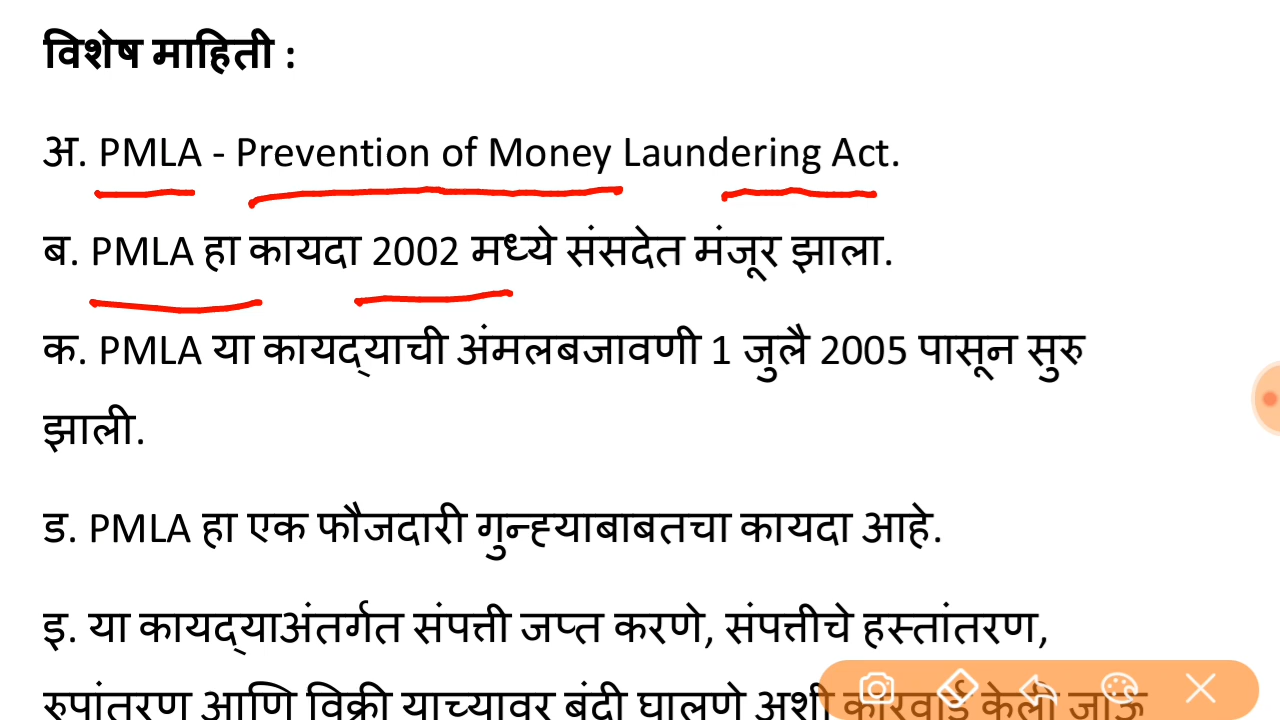 विशेष माहिती :
अ. PMLA - Prevention of Money Laundering Act.
ब. PMLA हा कायदा 2002 मध्ये संसदेत मंजूर झाला.
क. PMLA या कायद्याची अंमलबजावणी 1 जुलै 2005 पासून सुरु
झाली.
ड. PMLA हा एक फौजदारी गुन्ह्याबाबतचा कायदा आहे.
इ. या कायद्याअंतर्गत संपत्ती जप्त करणे, संपत्तीचे हस्तांतरण,
रुपांतरण आणि विक्री याच्यावर बंदी घालणे अशी कारवाई केली जाऊ